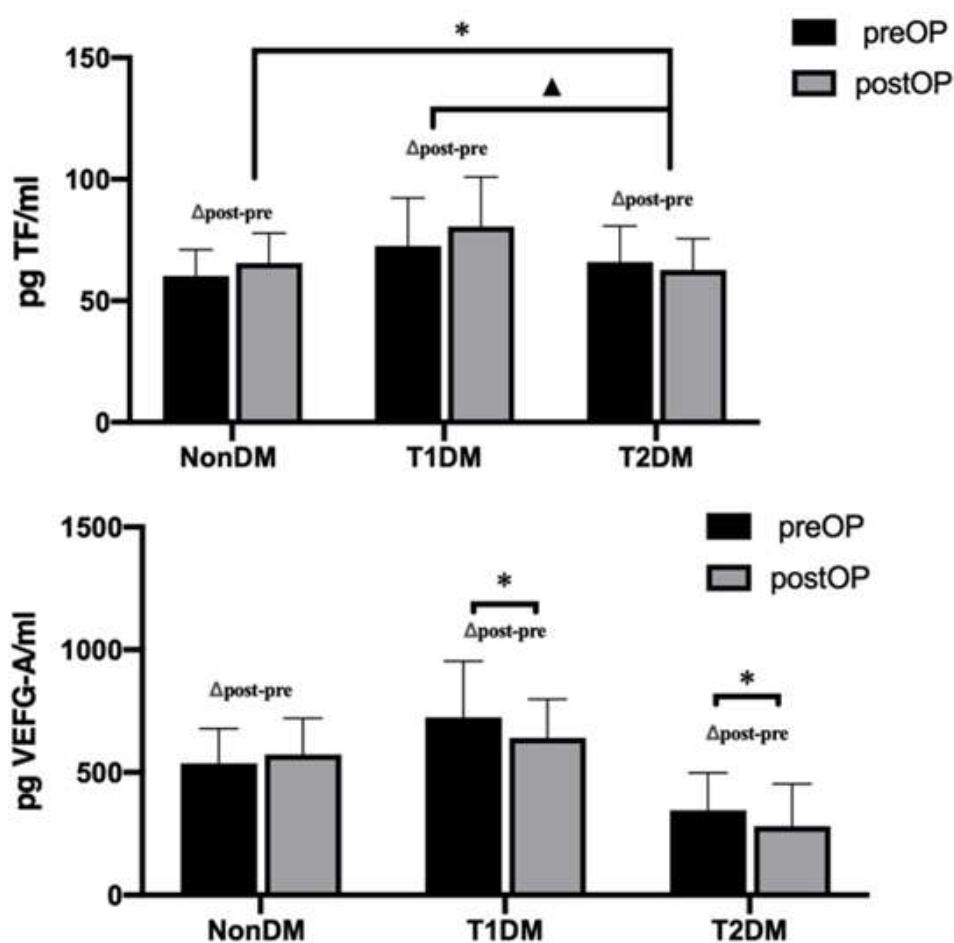 *
preOP
postOP
▲
150
100
50
0
pg TF/ml
Δpost-pre
Δpost-pre
Δpost-pre
NonDM
T1DM
T2DM
preOP
postOP
1500
1000
500
0
pg VEFG-A/ml
*
Δpost-pre
Δpost-pre
*
Δpost-pre
NonDM
T1DM
T2DM